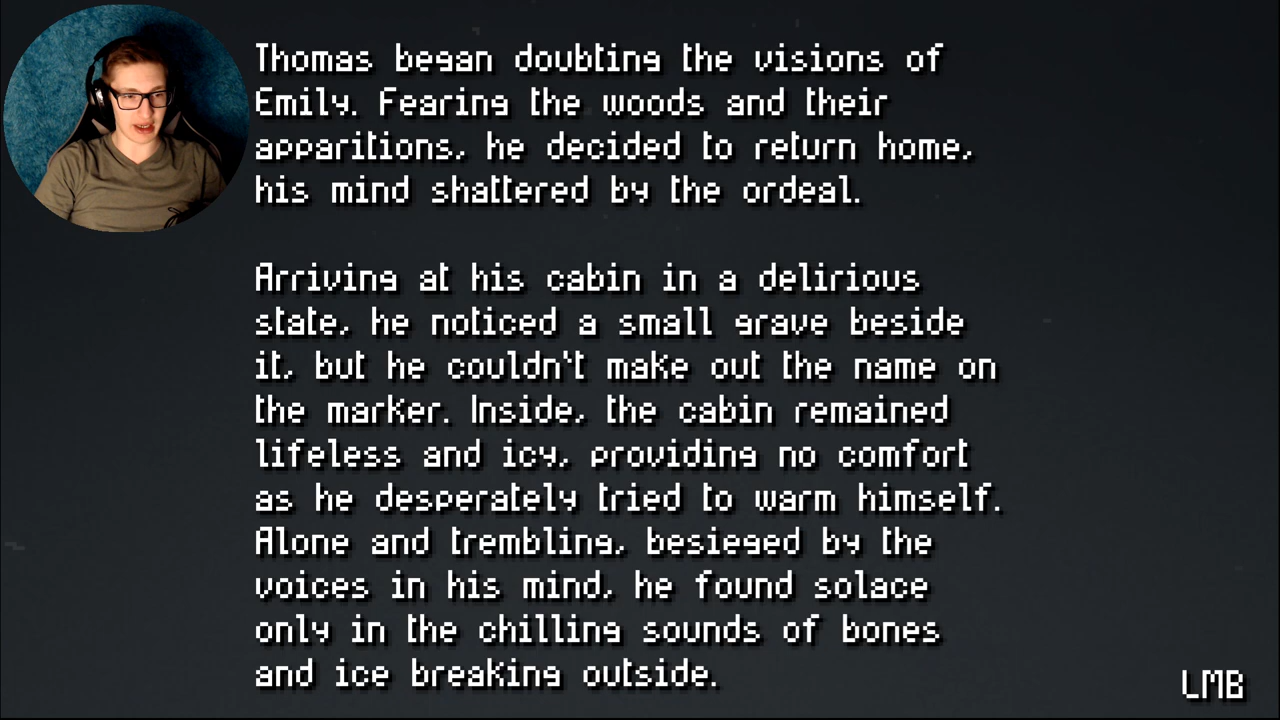 Thomas began doubting the visions of
Emily. Fearing the woods and their
apparitions, he decided to return home,
his mind shattered by the ordeal.
Arriving at his cabin in a delirious
state, he noticed a small grave beside
it, but he couldn't make out the name on
the marker. Inside, the cabin remained
lifeless and icy, providing no comfort
as he desperately tried to warm himself.
Alone and trembling, besieged by the
voices in his mind, he found solace
only in the chilling sounds of bones
and ice breaking outside.
LMB